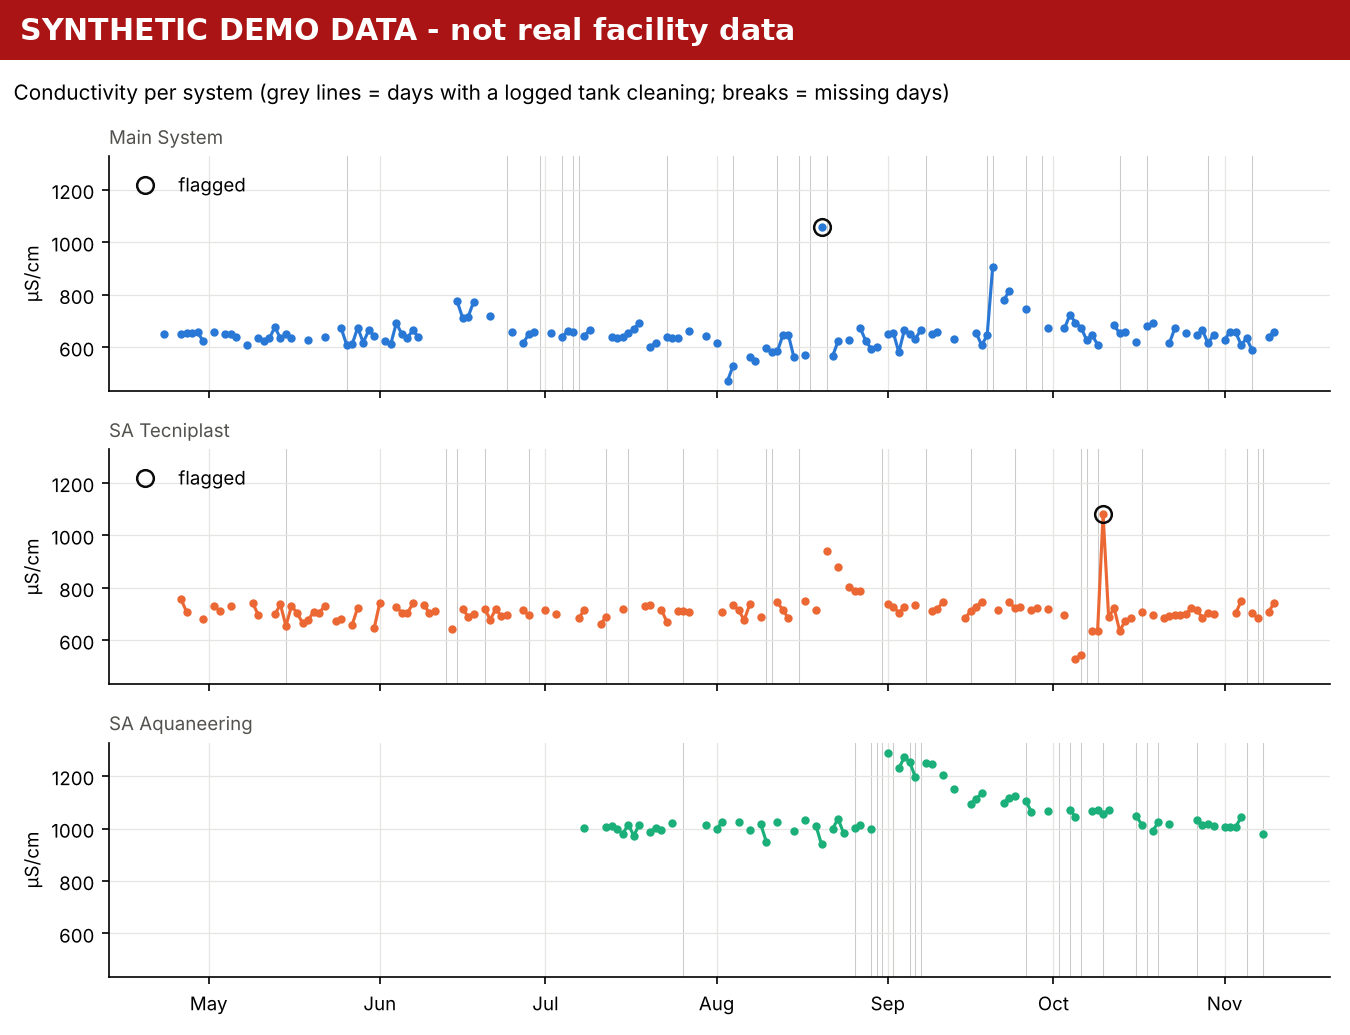 SYNTHETIC DEMO DATA - not real facility data
Conductivity per system (grey lines = days with a logged tank cleaning; breaks = missing days)
Main System
flagged
1200
1000
800
600
µS/cm
SA Tecniplast
flagged
1200
1000
800
600
µS/cm
SA Aquaneering
1200
1000
800
600
µS/cm
May Jun Jul Aug Sep Oct Nov